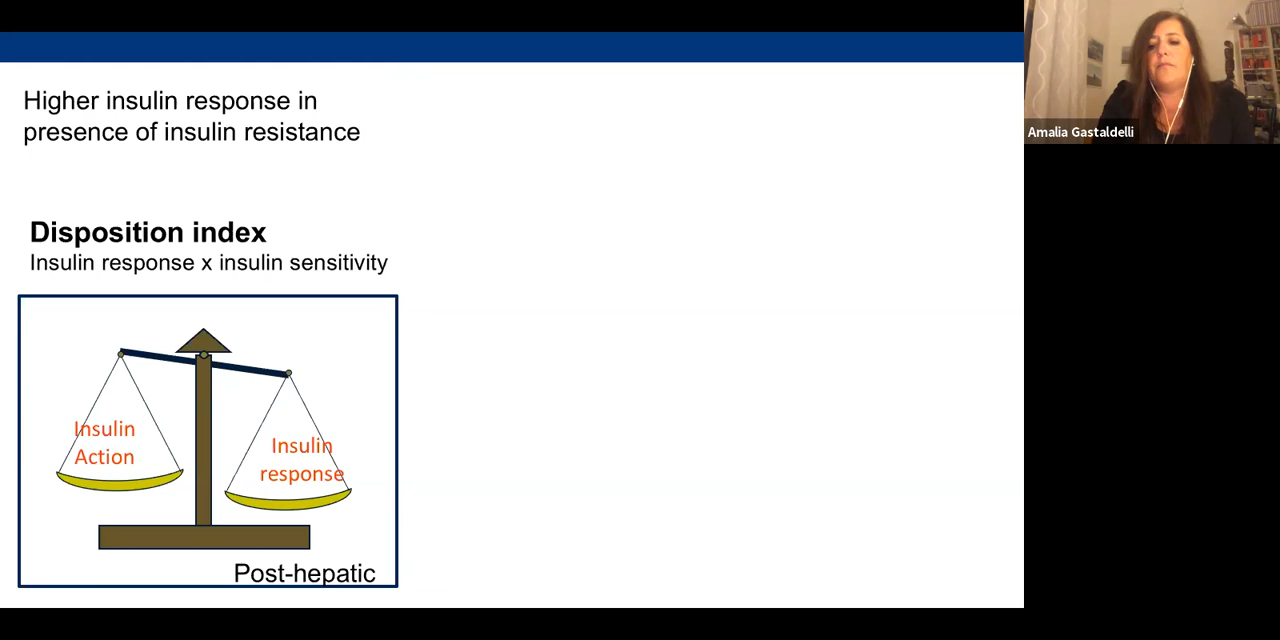 Higher insulin response in
presence of insulin resistance
Disposition index
Insulin response x insulin sensitivity
Insulin
Action
Insulin
response
Post-hepatic
Amalia Gastaldelli